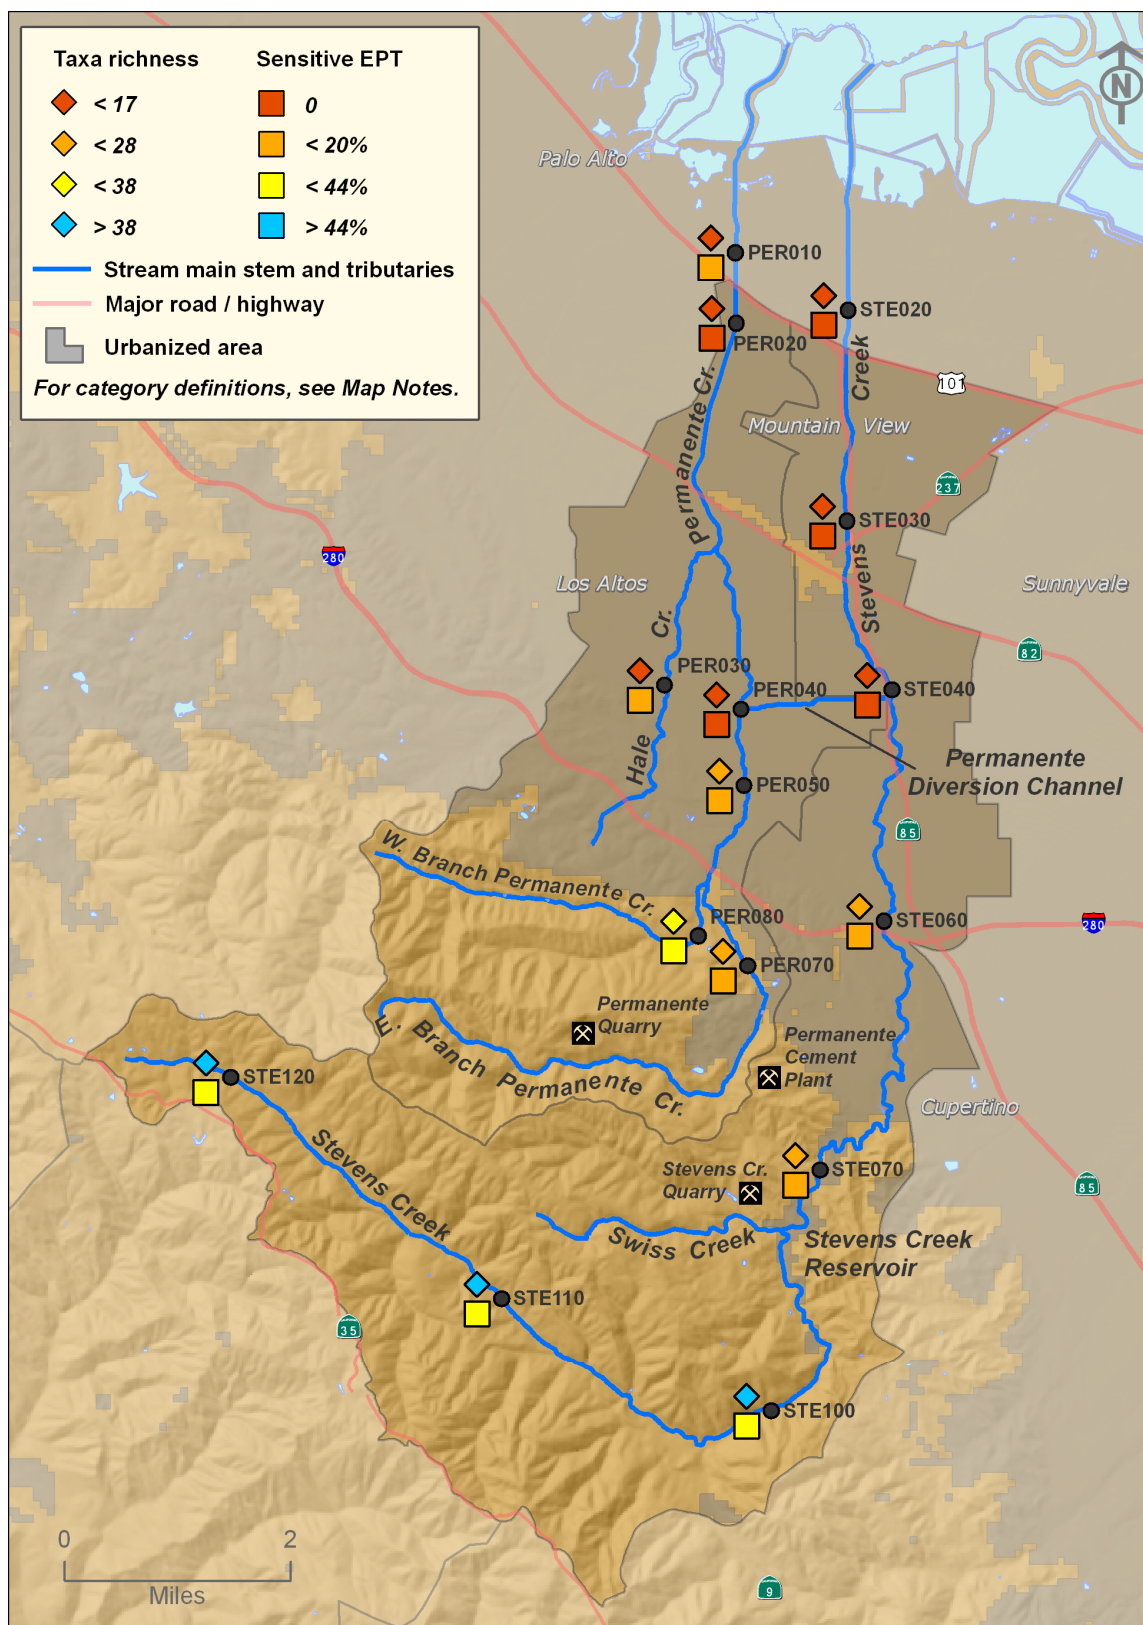 Taxa richness
Sensitive EPT
< 17
0
< 28
< 20%
< 38
< 44%
> 38
> 44%
Stream main stem and tributaries
Major road / highway
Urbanized area
For category definitions, see Map Notes.
N
Palo Alto
PER010
STE020
PER020
Creek
101
Permanente Cr.
Mountain View
237
STE030
280
Los Altos
Stevens
Sunnyvale
Cr.
82
PER030
PER040
STE040
Hale
Permanente
Diversion Channel
PER050
85
W. Branch Permanente Cr.
PER080
STE060
280
PER070
Permanente
Quarry
E. Branch Permanente Cr.
Permanente
Cement
Plant
STE120
Cupertino
Stevens Creek
Stevens Cr.
Quarry
STE070
85
Swiss Creek
Stevens Creek
Reservoir
STE110
35
STE100
0 2
Miles
9